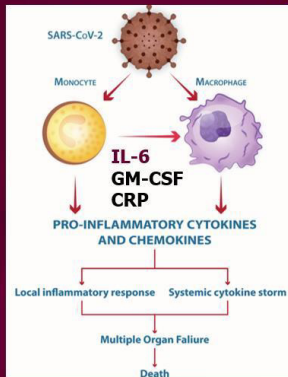 SARS-CoV-2
MONOCYTE
MACROPHAGE
IL-6
GM-CSF
CRP
PRO-INFLAMMATORY CYTOKINES
AND CHEMOKINES
Local inflammatory response
Systemic cytokine storm
Multiple Organ Faliure
Death